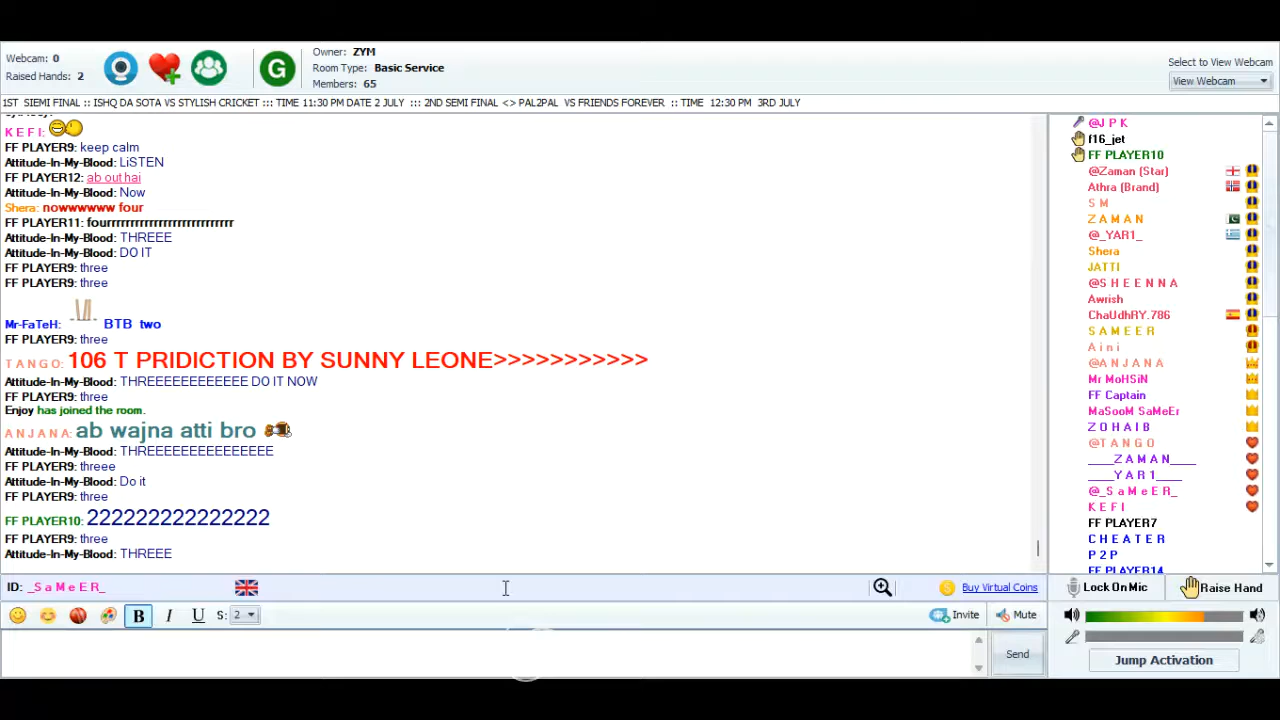 Webcam: 0
Raised Hands: 2
G
Owner: ZYM
Room Type: Basic Service
Members: 65
Select to View Webcam
View Webcam
1ST SIEMI FINAL :: ISHQ DA SOTA VS STYLISH CRICKET ::: TIME 11:30 PM DATE 2 JULY ::: 2ND SEMI FINAL <> PAL2PAL VS FRIENDS FOREVER :: TIME 12:30 PM 3RD JULY
K E F I:
FF PLAYER9: keep calm
Attitude-In-My-Blood: LiSTEN
FF PLAYER12: ab out hai
Attitude-In-My-Blood: Now
Shera: nowwwwww four
FF PLAYER11: fourrrrrrrrrrrrrrrrrrrrrrrrrr
Attitude-In-My-Blood: THREEE
Attitude-In-My-Blood: DO IT
FF PLAYER9: three
FF PLAYER9: three
Mr-FaTeH: BTB two
FF PLAYER9: three
T A N G O: 106 T PRIDICTION BY SUNNY LEONE>>>>>>>>>>>
Attitude-In-My-Blood: THREEEEEEEEEEEE DO IT NOW
FF PLAYER9: three
Enjoy has joined the room.
A N J A N A: ab wajna atti bro
Attitude-In-My-Blood: THREEEEEEEEEEEEEEE
FF PLAYER9: threee
Attitude-In-My-Blood: Do it
FF PLAYER9: three
FF PLAYER10: 222222222222222
FF PLAYER9: three
Attitude-In-My-Blood: THREEE
@J P K
f16_jet
FF PLAYER10
@Zaman (Star)
Athra (Brand)
S M
Z A M A N
@_YAR1_
Shera
JATTI
@S H E E N N A
Awrish
ChaUdhRY.786
S A M E E R
A i n i
@A N J A N A
Mr MoHSiN
FF Captain
MaSooM SaMeEr
Z O H A I B
@T A N G O
____Z A M A N____
____Y A R 1____
@_S a M e E R_
K E F I
FF PLAYER7
C H E A T E R
P 2 P
FF PLAYER14
ID: _S a M e E R_
Buy Virtual Coins
Lock On Mic
Raise Hand
B I U S: 2
Invite
Mute
Send
Jump Activation